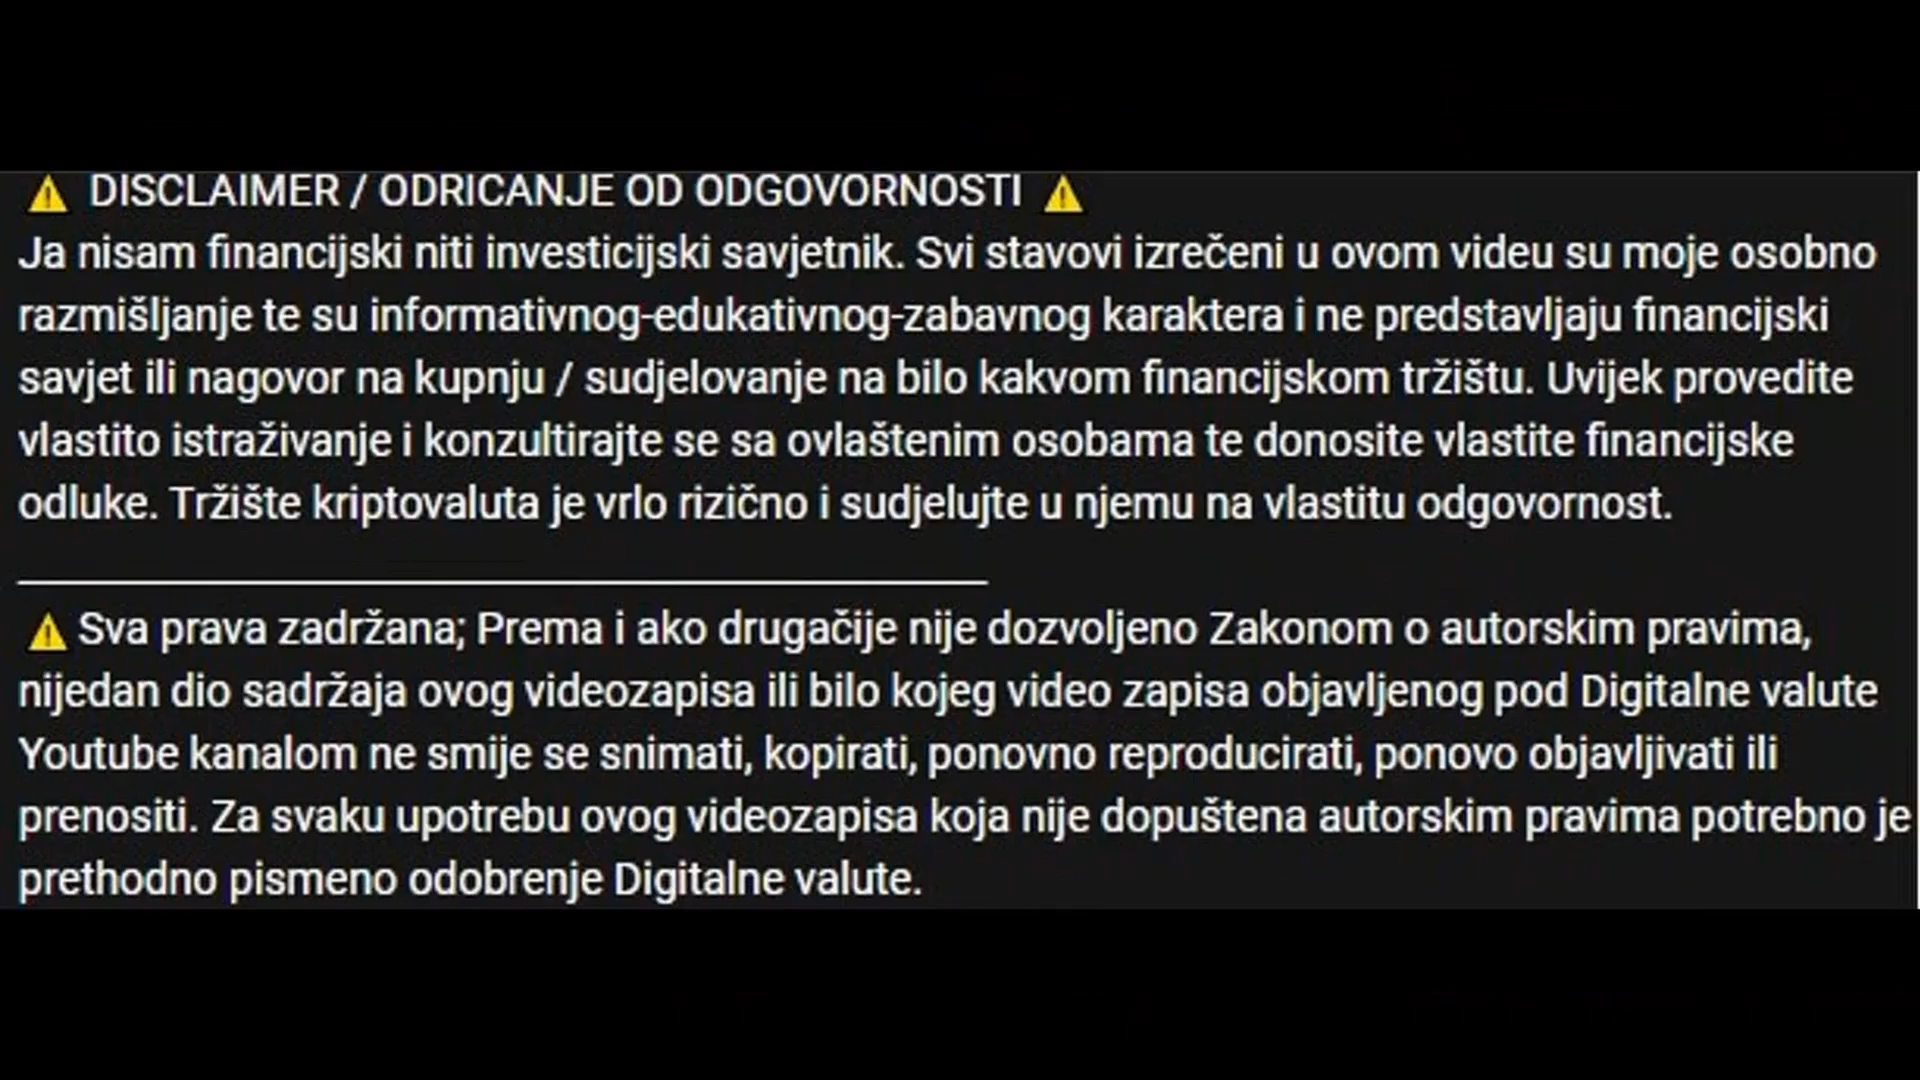 ⚠️ DISCLAIMER / ODRICANJE OD ODGOVORNOSTI ⚠️
Ja nisam financijski niti investicijski savjetnik. Svi stavovi izrečeni u ovom videu su moje osobno
razmišljanje te su informativnog-edukativnog-zabavnog karaktera i ne predstavljaju financijski
savjet ili nagovor na kupnju / sudjelovanje na bilo kakvom financijskom tržištu. Uvijek provedite
vlastito istraživanje i konzultirajte se sa ovlaštenim osobama te donosite vlastite financijske
odluke. Tržište kriptovaluta je vrlo rizično i sudjelujte u njemu na vlastitu odgovornost.
⚠️ Sva prava zadržana; Prema i ako drugačije nije dozvoljeno Zakonom o autorskim pravima,
nijedan dio sadržaja ovog videozapisa ili bilo kojeg video zapisa objavljenog pod Digitalne valute
Youtube kanalom ne smije se snimati, kopirati, ponovno reproducirati, ponovo objavljivati ili
prenositi. Za svaku upotrebu ovog videozapisa koja nije dopuštena autorskim pravima potrebno je
prethodno pismeno odobrenje Digitalne valute.